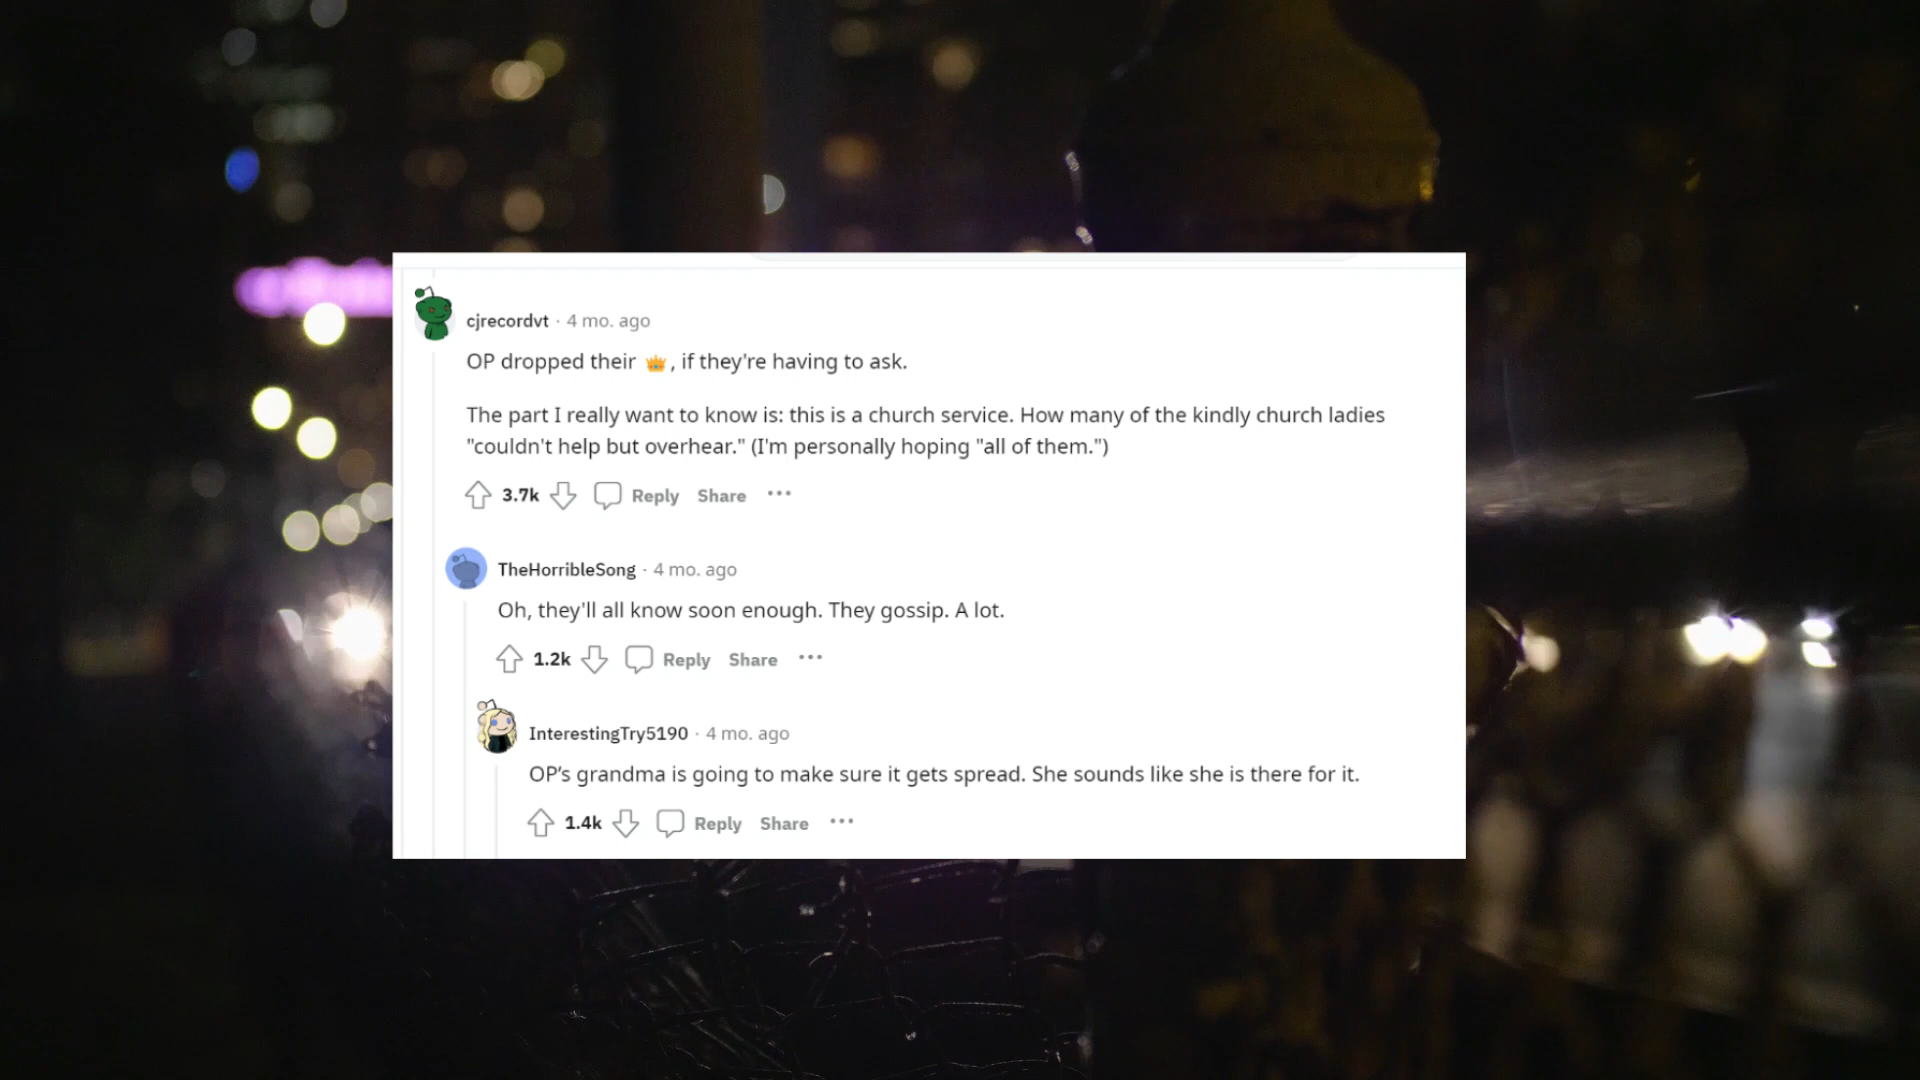 cjrecordvt · 4 mo. ago
OP dropped their 👑, if they're having to ask.
The part I really want to know is: this is a church service. How many of the kindly church ladies
"couldn't help but overhear." (I'm personally hoping "all of them.")
3.7k Reply Share ···
TheHorribleSong · 4 mo. ago
Oh, they'll all know soon enough. They gossip. A lot.
1.2k Reply Share ···
InterestingTry5190 · 4 mo. ago
OP's grandma is going to make sure it gets spread. She sounds like she is there for it.
1.4k Reply Share ···